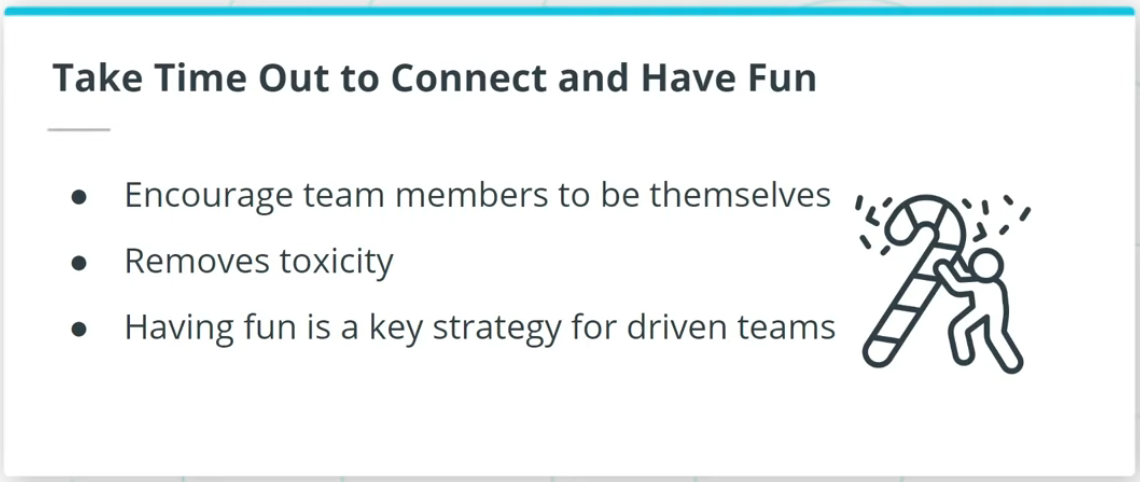 Take Time Out to Connect and Have Fun
● Encourage team members to be themselves
● Removes toxicity
● Having fun is a key strategy for driven teams